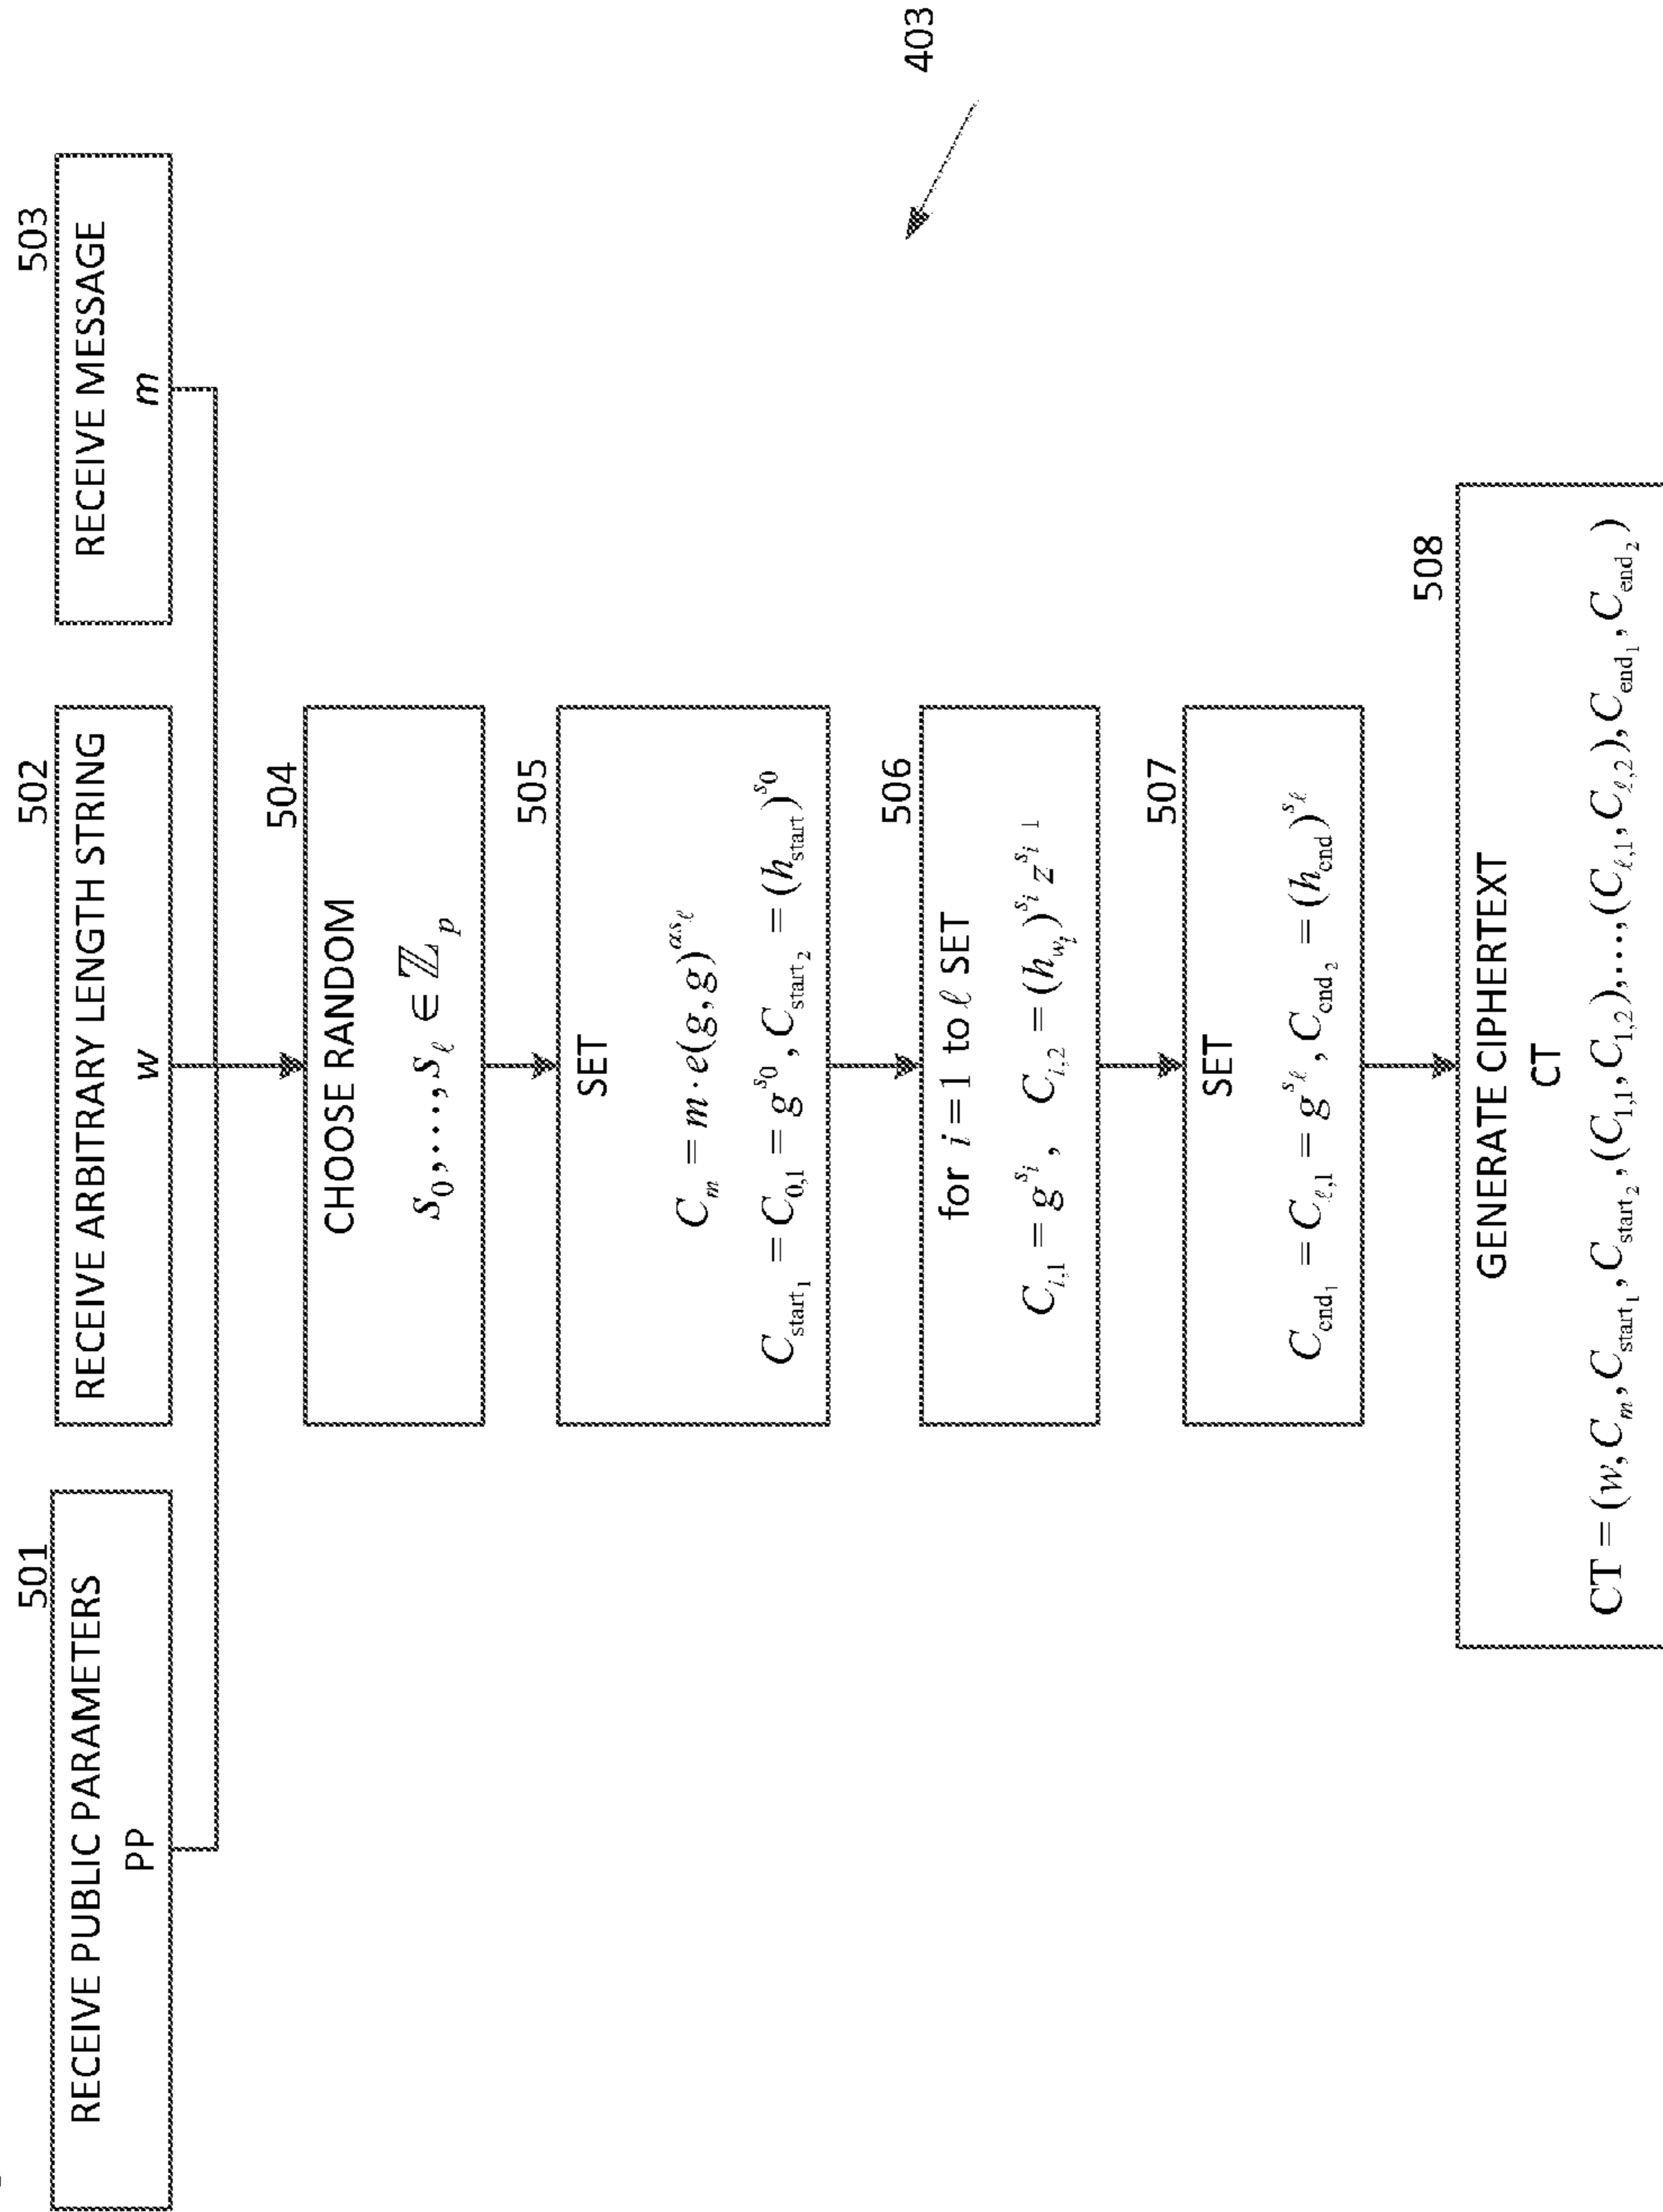 501
RECEIVE PUBLIC PARAMETERS
PP
502
RECEIVE ARBITRARY LENGTH STRING
w
503
RECEIVE MESSAGE
m
504
CHOOSE RANDOM
s_0,…,s_ℓ ∈ ℤ_p
505
SET
C_m = m · e(g,g)^{αs_ℓ}
C_{start_1} = C_{0,1} = g^{s_0}, C_{start_2} = (h_{start})^{s_0}
506
for i = 1 to ℓ SET
C_{i,1} = g^{s_i}, C_{i,2} = (h_{w_i})^{s_i} z^{s_{i 1}}
507
SET
C_{end_1} = C_{ℓ,1} = g^{s_ℓ}, C_{end_2} = (h_{end})^{s_ℓ}
508
GENERATE CIPHERTEXT
CT
CT = (w, C_m, C_{start_1}, C_{start_2}, (C_{1,1}, C_{1,2}),…,(C_{ℓ,1}, C_{ℓ,2}), C_{end_1}, C_{end_2})
403